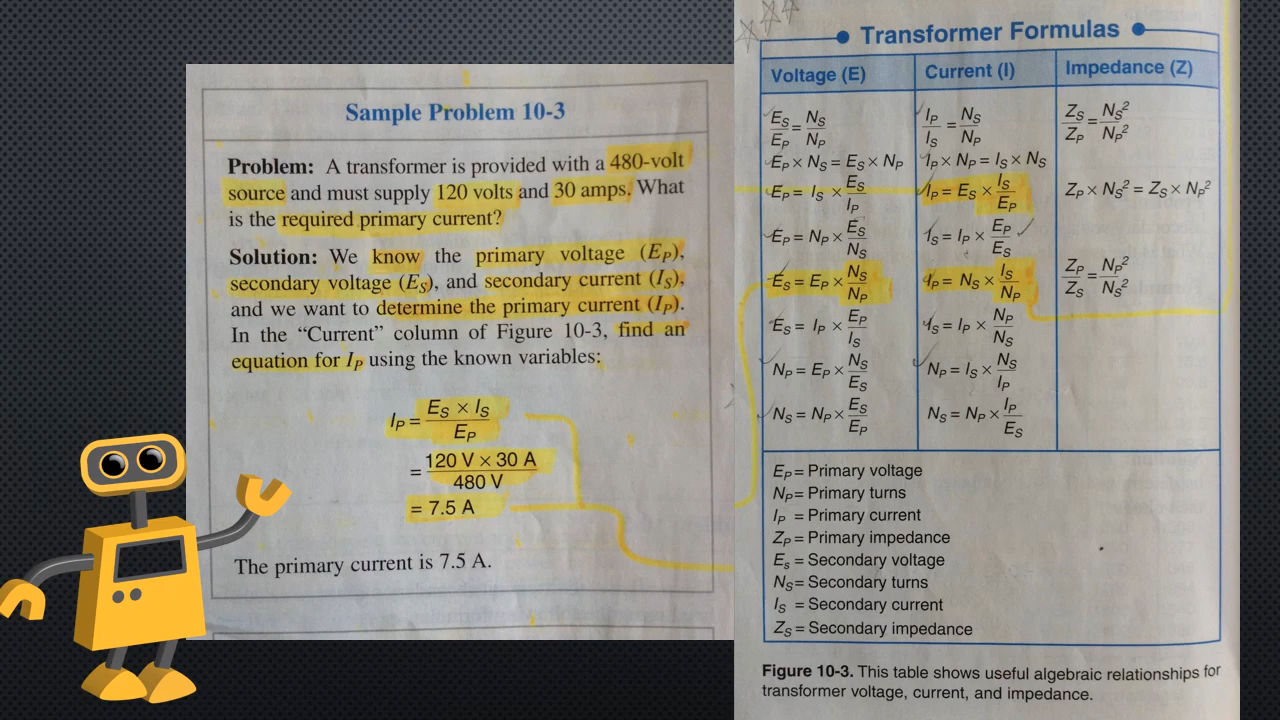 Sample Problem 10-3
Problem: A transformer is provided with a 480-volt
source and must supply 120 volts and 30 amps. What
is the required primary current?
Solution: We know the primary voltage (EP),
secondary voltage (ES), and secondary current (IS),
and we want to determine the primary current (IP).
In the “Current” column of Figure 10-3, find an
equation for IP using the known variables:
IP = ES × IS / EP
= 120 V × 30 A / 480 V
= 7.5 A
The primary current is 7.5 A.
Transformer Formulas
Voltage (E)
ES/EP = NS/NP
EP × NS = ES × NP
EP = IS × ES/IP
EP = NP × ES/NS
ES = EP × NS/NP
ES = IP × EP/IS
NP = EP × NS/ES
NS = NP × ES/EP
Current (I)
IP/IS = NS/NP
IP × NP = IS × NS
IP = ES × IS/EP
IS = IP × EP/ES
IP = NS × IS/NP
IS = IP × NP/NS
NP = IS × NS/IP
NS = NP × IP/ES
Impedance (Z)
ZS/ZP = NS²/NP²
ZP × NS² = ZS × NP²
ZP/ZS = NP²/NS²
EP = Primary voltage
NP = Primary turns
IP = Primary current
ZP = Primary impedance
Es = Secondary voltage
NS = Secondary turns
IS = Secondary current
ZS = Secondary impedance
Figure 10-3. This table shows useful algebraic relationships for
transformer voltage, current, and impedance.